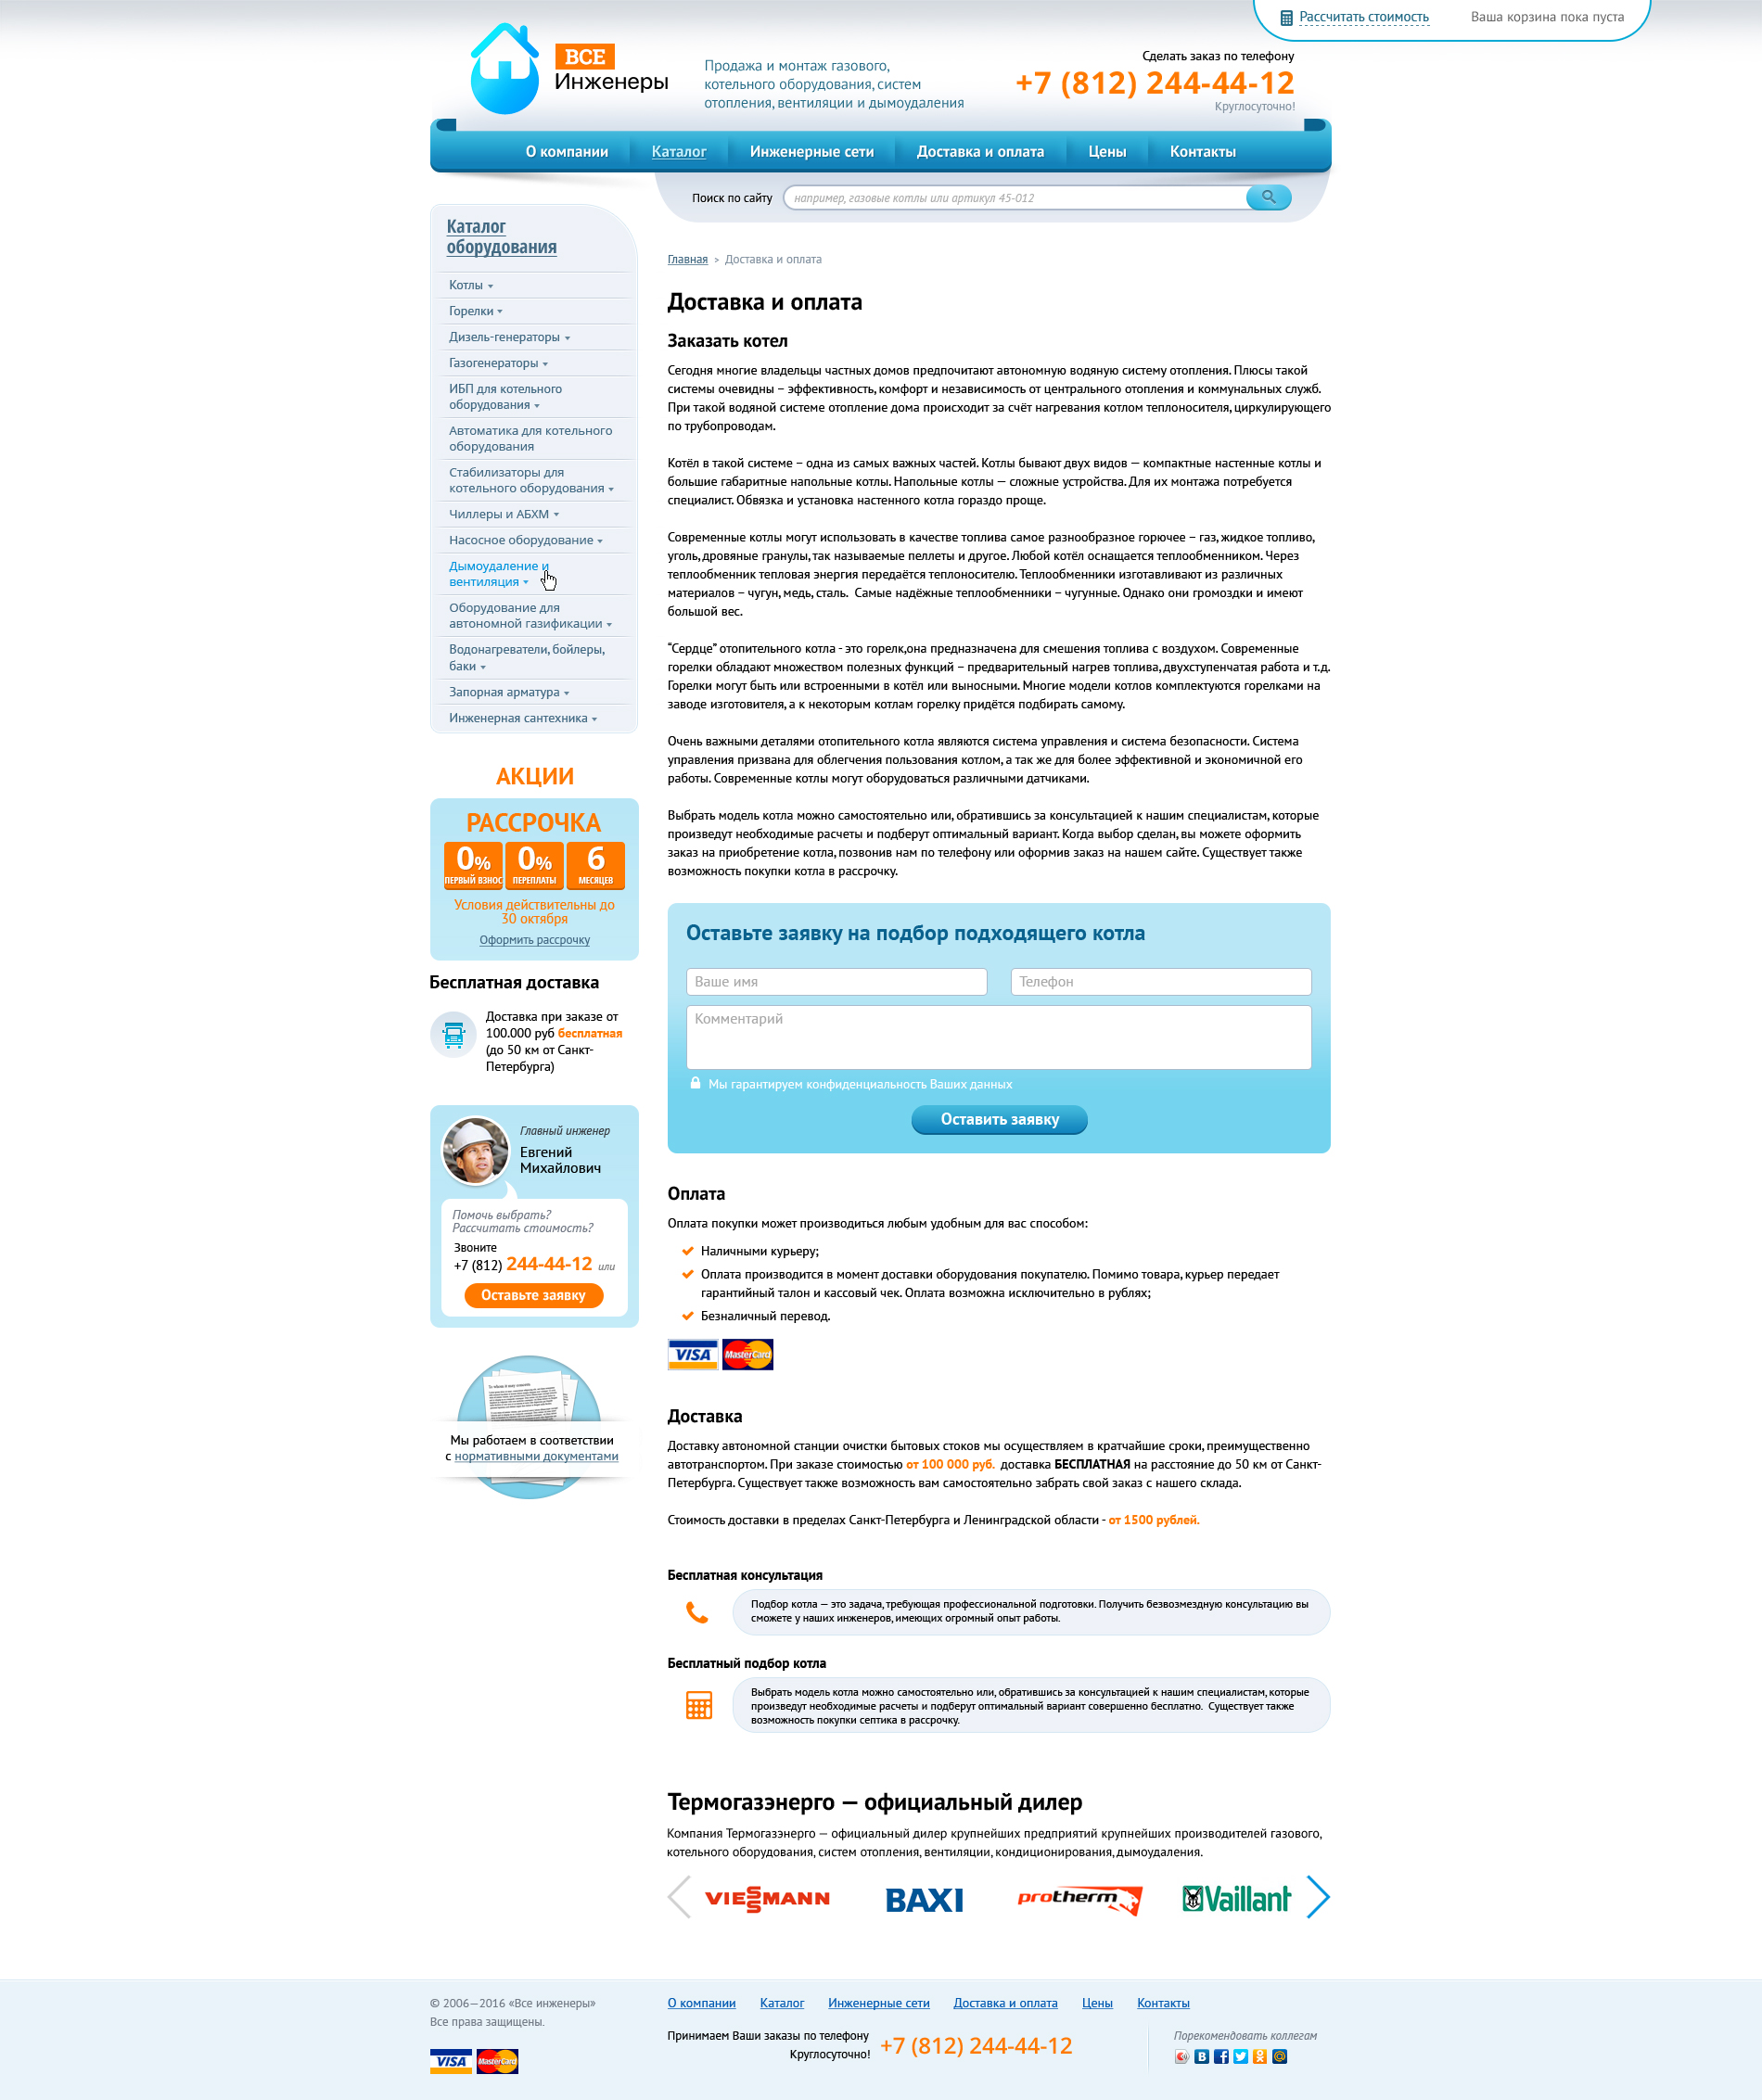 Рассчитать стоимость
Ваша корзина пока пуста
ВСЕ
Инженеры
Продажа и монтаж газового,
котельного оборудования, систем
отопления, вентиляции и дымоудаления
Сделать заказ по телефону
+7 (812) 244-44-12
Круглосуточно!
О компании
Каталог
Инженерные сети
Доставка и оплата
Цены
Контакты
Поиск по сайту
например, газовые котлы или артикул 45-012
Каталог
оборудования
Котлы
Горелки
Дизель-генераторы
Газогенераторы
ИБП для котельного
оборудования
Автоматика для котельного
оборудования
Стабилизаторы для
котельного оборудования
Чиллеры и АБХМ
Насосное оборудование
Дымоудаление и
вентиляция
Оборудование для
автономной газификации
Водонагреватели, бойлеры,
баки
Запорная арматура
Инженерная сантехника
АКЦИИ
РАССРОЧКА
0%
ПЕРВЫЙ ВЗНОС
0%
ПЕРЕПЛАТЫ
6
МЕСЯЦЕВ
Условия действительны до
30 октября
Оформить рассрочку
Бесплатная доставка
Доставка при заказе от
100.000 руб бесплатная
(до 50 км от Санкт-
Петербурга)
Главный инженер
Евгений
Михайлович
Помочь выбрать?
Рассчитать стоимость?
Звоните
+7 (812) 244-44-12 или
Оставьте заявку
Мы работаем в соответствии
с нормативными документами
Главная > Доставка и оплата
Доставка и оплата
Заказать котел
Сегодня многие владельцы частных домов предпочитают автономную водяную систему отопления. Плюсы такой
системы очевидны – эффективность, комфорт и независимость от центрального отопления и коммунальных служб.
При такой водяной системе отопление дома происходит за счёт нагревания котлом теплоносителя, циркулирующего
по трубопроводам.
Котёл в такой системе – одна из самых важных частей. Котлы бывают двух видов — компактные настенные котлы и
большие габаритные напольные котлы. Напольные котлы — сложные устройства. Для их монтажа потребуется
специалист. Обвязка и установка настенного котла гораздо проще.
Современные котлы могут использовать в качестве топлива самое разнообразное горючее – газ, жидкое топливо,
уголь, дровяные гранулы, так называемые пеллеты и другое. Любой котёл оснащается теплообменником. Через
теплообменник тепловая энергия передаётся теплоносителю. Теплообменники изготавливают из различных
материалов – чугун, медь, сталь.  Самые надёжные теплообменники – чугунные. Однако они громоздки и имеют
большой вес.
"Сердце" отопительного котла - это горелк,она предназначена для смешения топлива с воздухом. Современные
горелки обладают множеством полезных функций – предварительный нагрев топлива, двухступенчатая работа и т.д.
Горелки могут быть или встроенными в котёл или выносными. Многие модели котлов комплектуются горелками на
заводе изготовителя, а к некоторым котлам горелку придётся подбирать самому.
Очень важными деталями отопительного котла являются система управления и система безопасности. Система
управления призвана для облегчения пользования котлом, а так же для более эффективной и экономичной его
работы. Современные котлы могут оборудоваться различными датчиками.
Выбрать модель котла можно самостоятельно или, обратившись за консультацией к нашим специалистам, которые
произведут необходимые расчеты и подберут оптимальный вариант. Когда выбор сделан, вы можете оформить
заказ на приобретение котла, позвонив нам по телефону или оформив заказ на нашем сайте. Существует также
возможность покупки котла в рассрочку.
Оставьте заявку на подбор подходящего котла
Ваше имя
Телефон
Комментарий
Мы гарантируем конфиденциальность Ваших данных
Оставить заявку
Оплата
Оплата покупки может производиться любым удобным для вас способом:
Наличными курьеру;
Оплата производится в момент доставки оборудования покупателю. Помимо товара, курьер передает
гарантийный талон и кассовый чек. Оплата возможна исключительно в рублях;
Безналичный перевод.
VISA MasterCard
Доставка
Доставку автономной станции очистки бытовых стоков мы осуществляем в кратчайшие сроки, преимущественно
автотранспортом. При заказе стоимостью от 100 000 руб.  доставка БЕСПЛАТНАЯ на расстояние до 50 км от Санкт-
Петербурга. Существует также возможность вам самостоятельно забрать свой заказ с нашего склада.
Стоимость доставки в пределах Санкт-Петербурга и Ленинградской области - от 1500 рублей.
Бесплатная консультация
Подбор котла — это задача, требующая профессиональной подготовки. Получить безвозмездную консультацию вы
сможете у наших инженеров, имеющих огромный опыт работы.
Бесплатный подбор котла
Выбрать модель котла можно самостоятельно или, обратившись за консультацией к нашим специалистам, которые
произведут необходимые расчеты и подберут оптимальный вариант совершенно бесплатно.  Существует также
возможность покупки септика в рассрочку.
Термогазэнерго — официальный дилер
Компания Термогазэнерго — официальный дилер крупнейших предприятий крупнейших производителей газового,
котельного оборудования, систем отопления, вентиляции, кондиционирования, дымоудаления.
VIESSMANN
BAXI
protherm
Vaillant
© 2006—2016 «Все инженеры»
Все права защищены.
VISA MasterCard
О компании
Каталог
Инженерные сети
Доставка и оплата
Цены
Контакты
Принимаем Ваши заказы по телефону
Круглосуточно!
+7 (812) 244-44-12
Порекомендовать коллегам